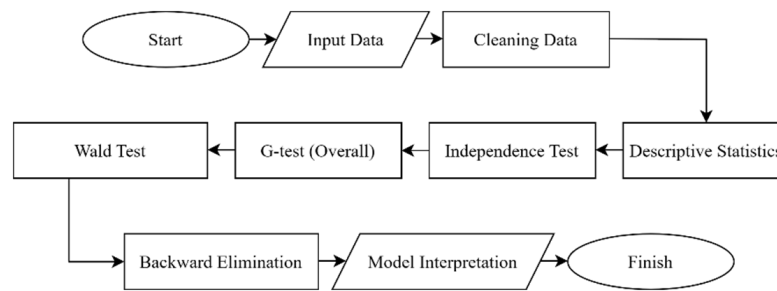 Start
Input Data
Cleaning Data
Descriptive Statistics
Independence Test
G-test (Overall)
Wald Test
Backward Elimination
Model Interpretation
Finish